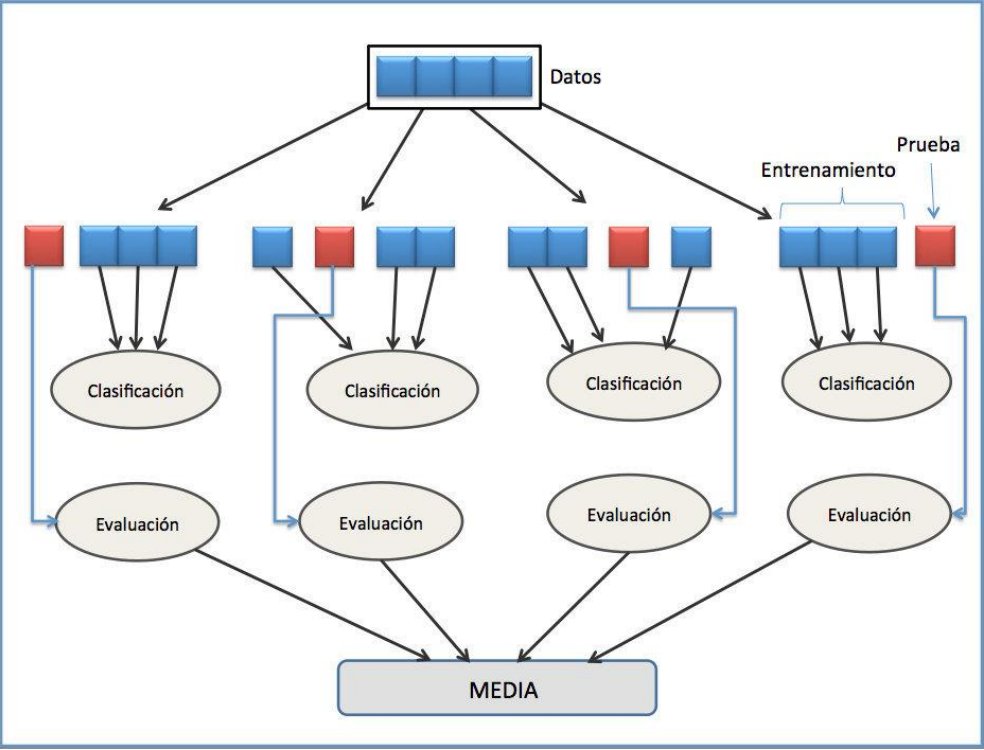 Datos
Prueba
Entrenamiento
Clasificación
Clasificación
Clasificación
Clasificación
Evaluación
Evaluación
Evaluación
Evaluación
MEDIA